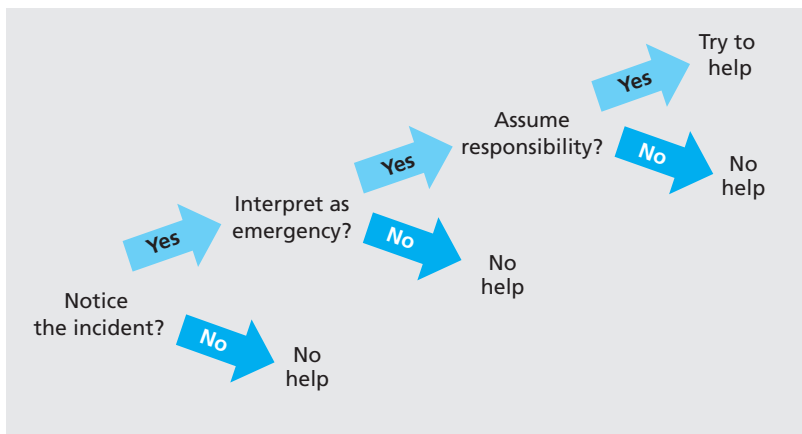 Notice
the incident?
Yes
No
No
help
Interpret as
emergency?
Yes
No
No
help
Assume
responsibility?
Yes
No
Try to
help
No
help